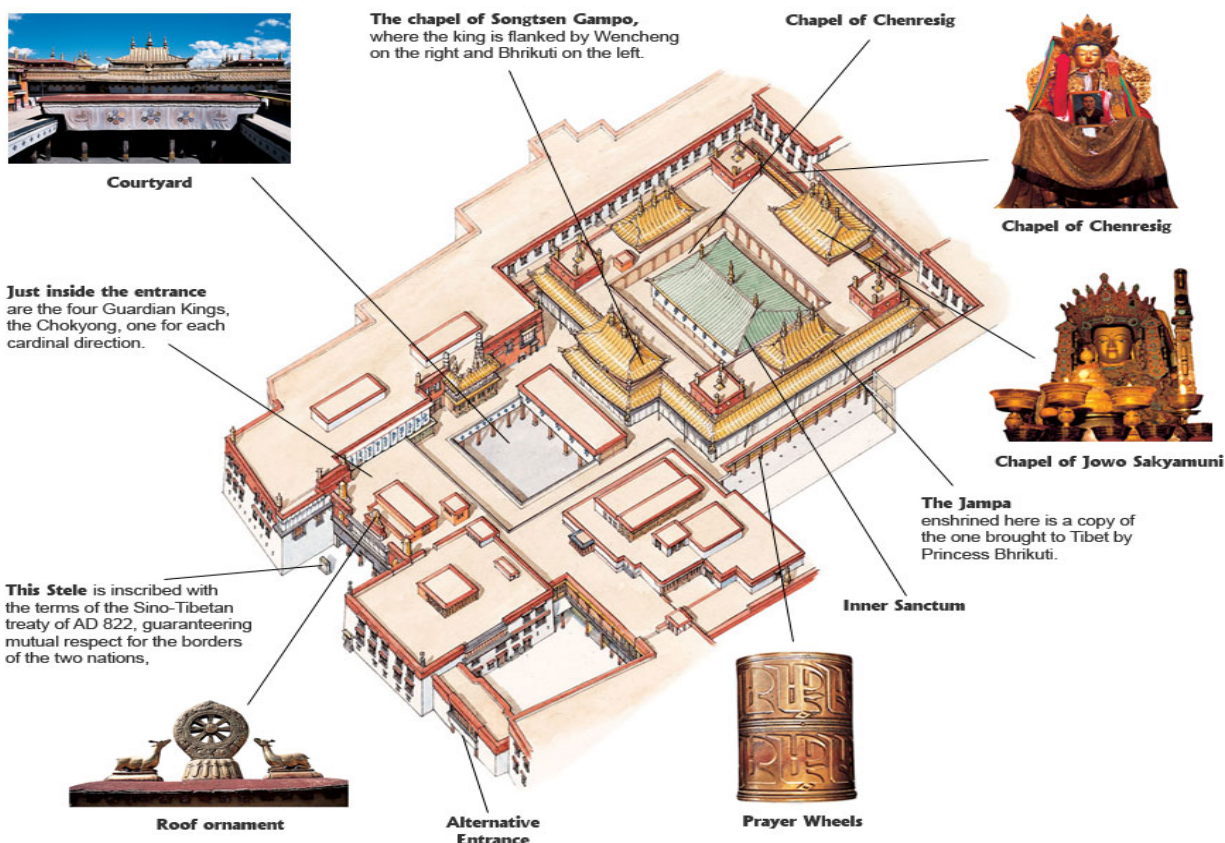 The chapel of Songtsen Gampo,
where the king is flanked by Wencheng
on the right and Bhrikuti on the left.
Chapel of Chenresig
Courtyard
Chapel of Chenresig
Just inside the entrance
are the four Guardian Kings,
the Chokyong, one for each
cardinal direction.
Chapel of Jowo Sakyamuni
The Jampa
enshrined here is a copy of
the one brought to Tibet by
Princess Bhrikuti.
This Stele is inscribed with
the terms of the Sino-Tibetan
treaty of AD 822, guaranteeing
mutual respect for the borders
of the two nations,
Inner Sanctum
Roof ornament
Alternative
Entrance
Prayer Wheels